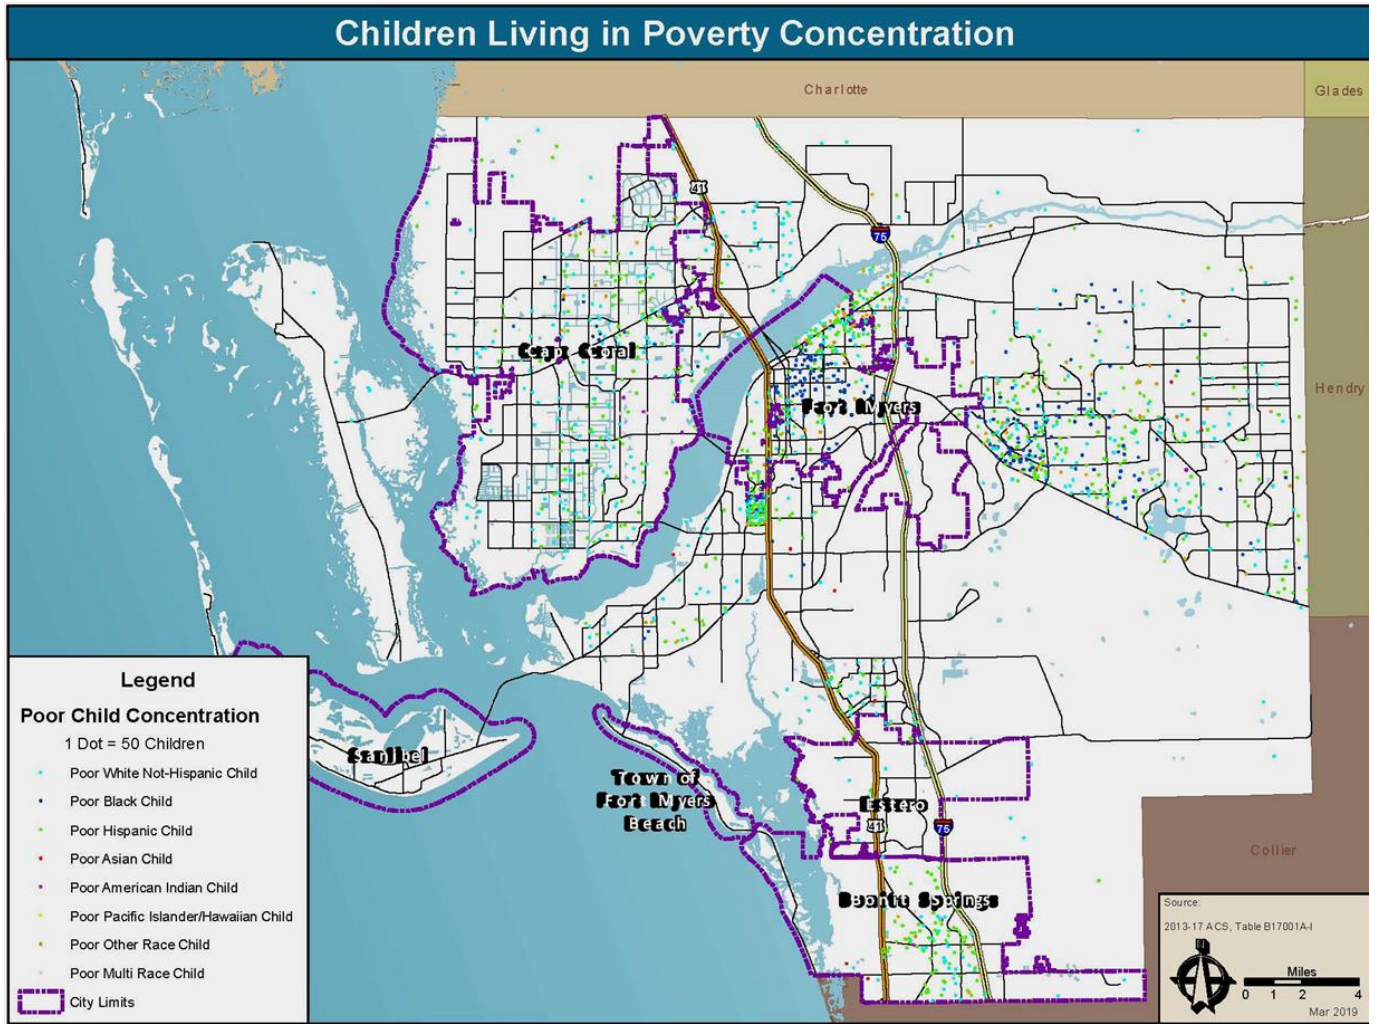 Children Living in Poverty Concentration
Charlotte
Glades
41
75
Cape Coral
Fort Myers
Hendry
Legend
Poor Child Concentration
1 Dot = 50 Children
Poor White Not-Hispanic Child
Poor Black Child
Poor Hispanic Child
Poor Asian Child
Poor American Indian Child
Poor Pacific Islander/Hawaiian Child
Poor Other Race Child
Poor Multi Race Child
City Limits
Sanibel
Town of
Fort Myers
Beach
Estero
41
75
Collier
Bonita Springs
Source:
2013-17 ACS, Table B17001A-I
Miles
0 1 2 4
Mar 2019